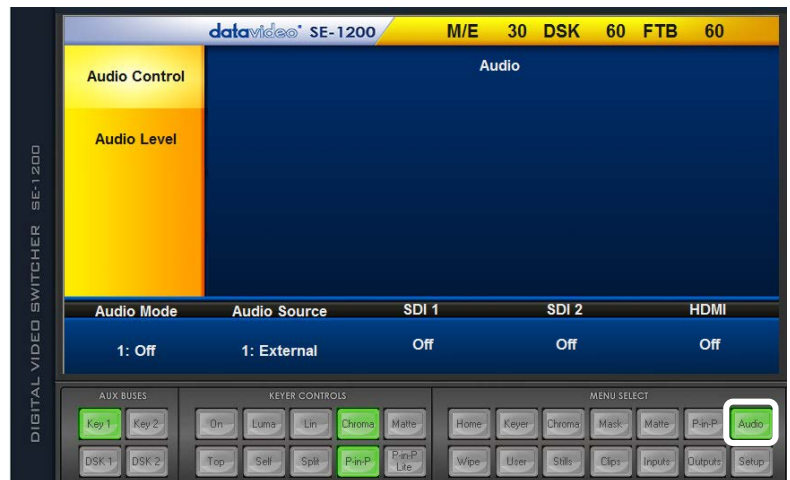 datavideo SE-1200 M/E 30 DSK 60 FTB 60
Audio Control
Audio
Audio Level
DIGITAL VIDEO SWITCHER SE-1200
Audio Mode Audio Source SDI 1 SDI 2 HDMI
1: Off 1: External Off Off Off
AUX BUSES KEYER CONTROLS MENU SELECT
Key 1 Key 2 On Luma Lin Chroma Matte Home Keyer Chroma Mask Matte P-in-P Audio
DSK 1 DSK 2 Top Self Split P-in-P P-in-P Lite Wipe User Stills Clips Inputs Outputs Setup